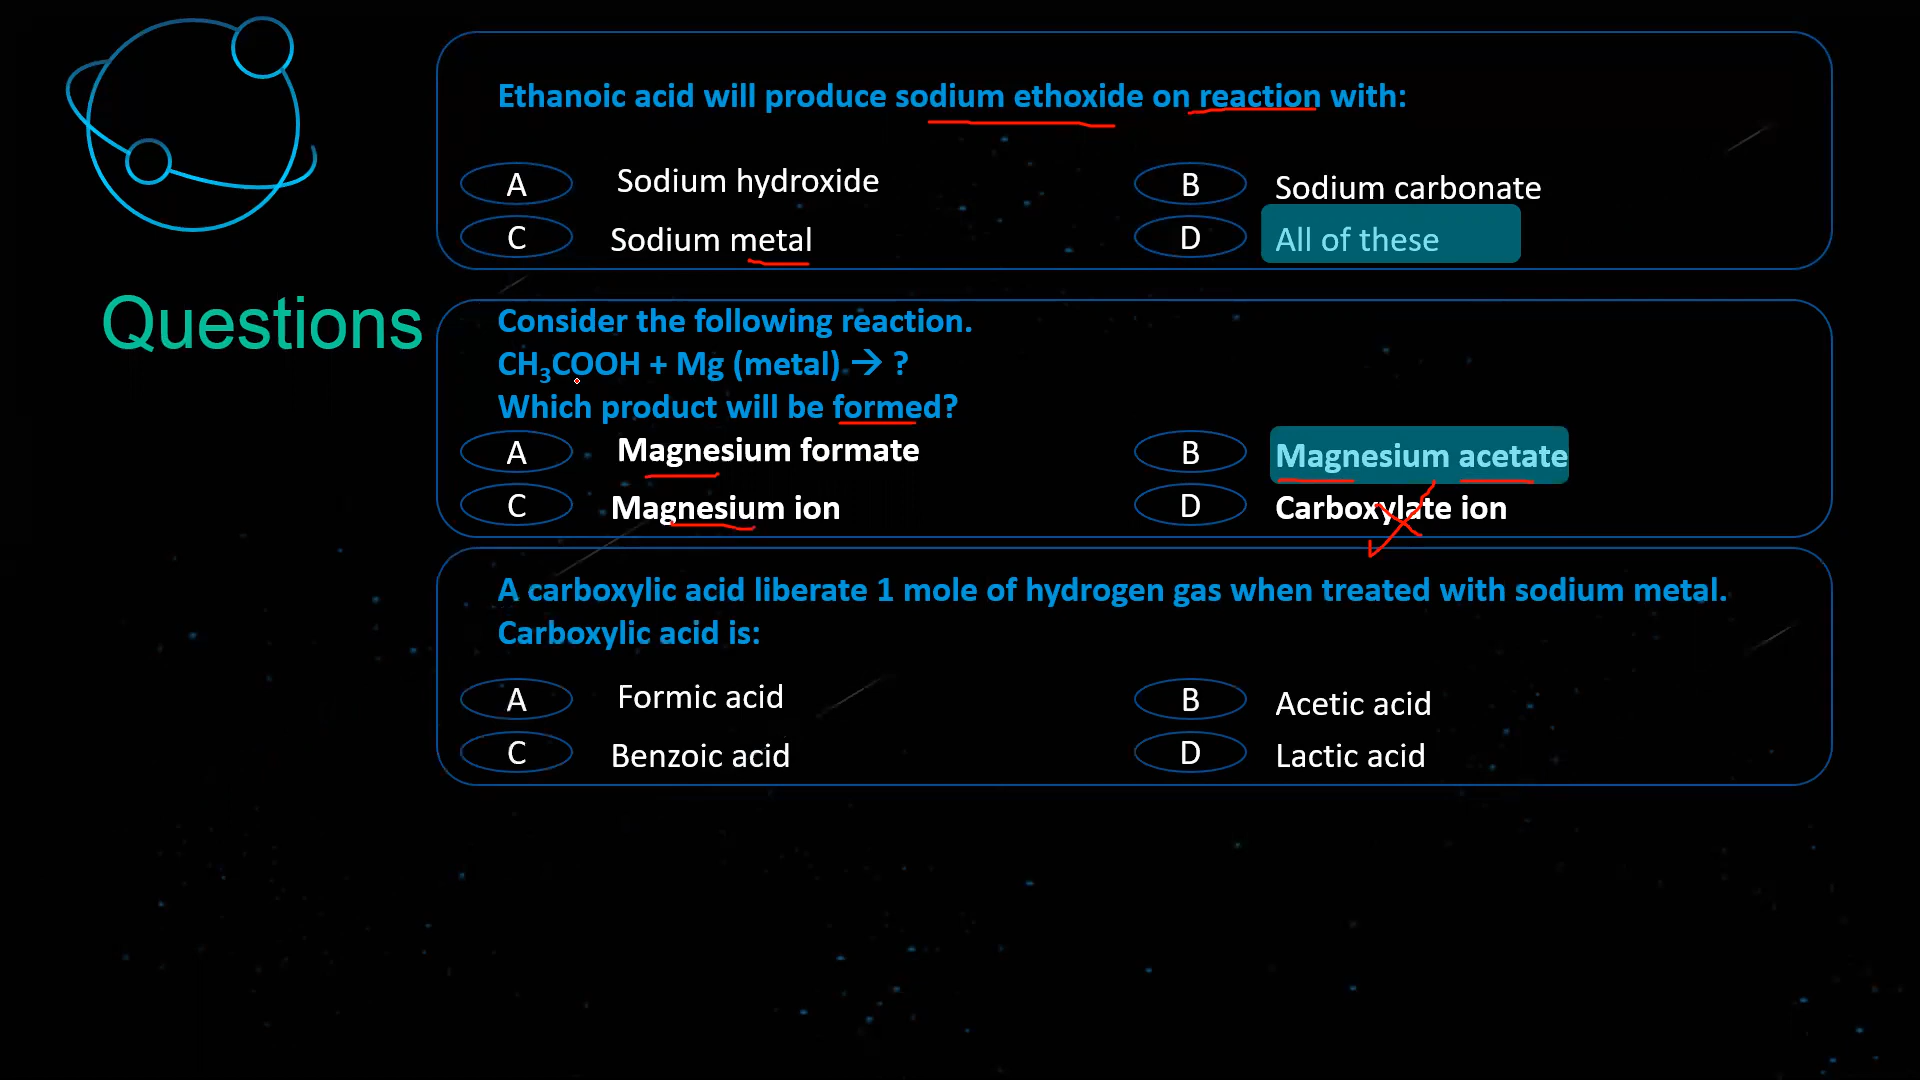 Questions
Ethanoic acid will produce sodium ethoxide on reaction with:
A Sodium hydroxide
B Sodium carbonate
C Sodium metal
D All of these
Consider the following reaction.
CH₃COOH + Mg (metal) → ?
Which product will be formed?
A Magnesium formate
B Magnesium acetate
C Magnesium ion
D Carboxylate ion
A carboxylic acid liberate 1 mole of hydrogen gas when treated with sodium metal.
Carboxylic acid is:
A Formic acid
B Acetic acid
C Benzoic acid
D Lactic acid